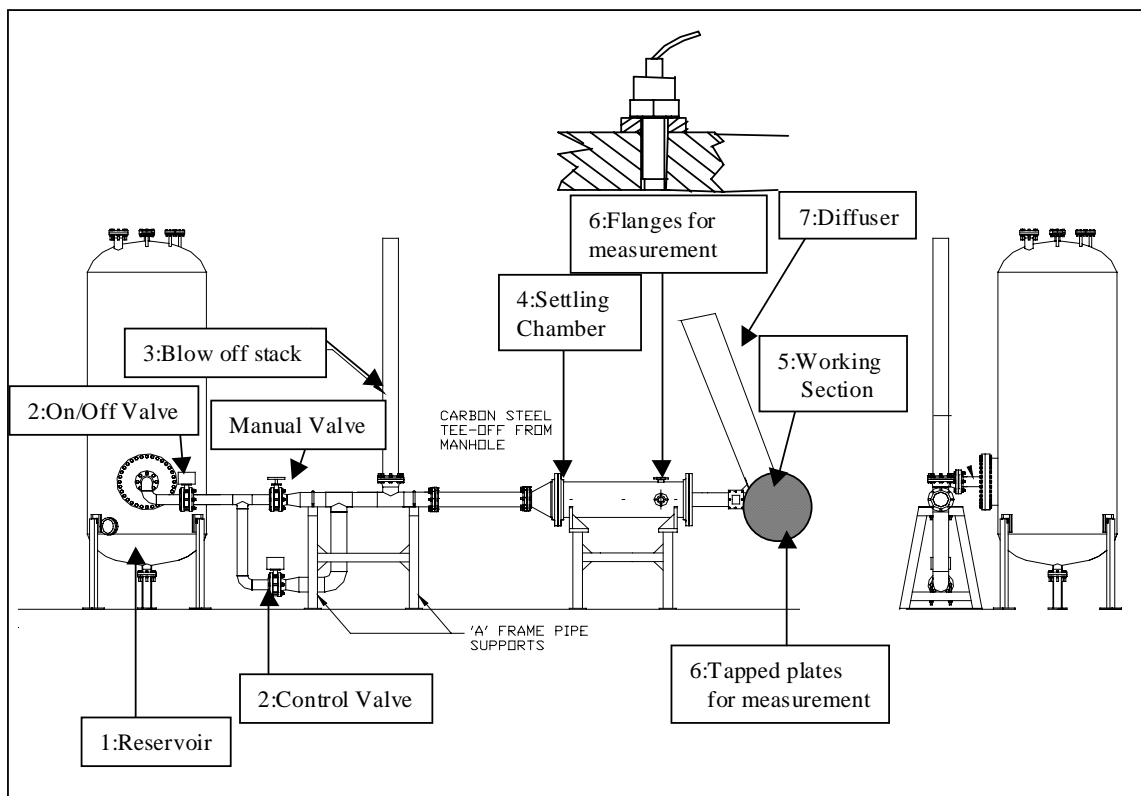 6:Flanges for
measurement
7:Diffuser
4:Settling
Chamber
3:Blow off stack
5:Working
Section
2:On/Off Valve
Manual Valve
CARBON STEEL
TEE-OFF FROM
MANHOLE
'A' FRAME PIPE
SUPPORTS
2:Control Valve
6:Tapped plates
for measurement
1:Reservoir